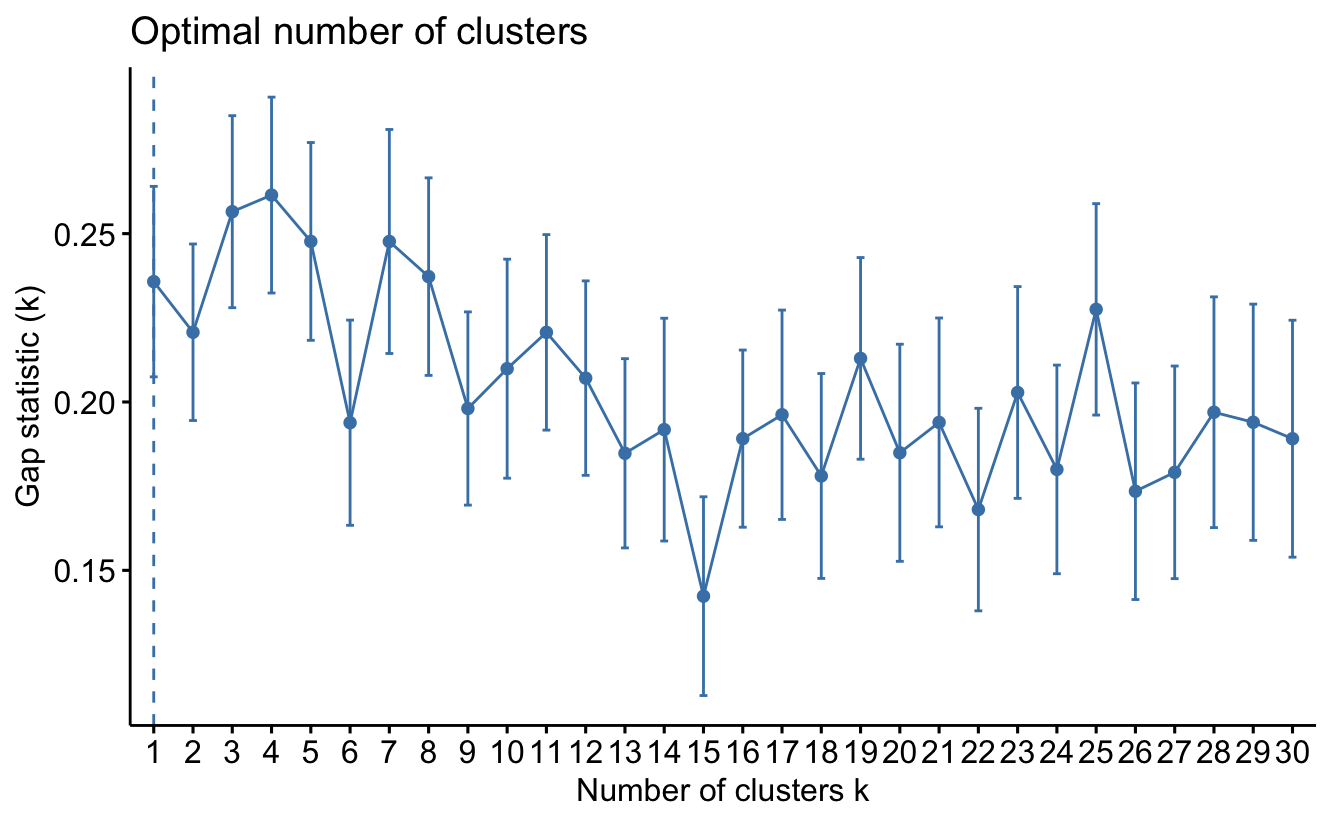 Optimal number of clusters
Gap statistic (k)
0.25
0.20
0.15
1 2 3 4 5 6 7 8 9 10 11 12 13 14 15 16 17 18 19 20 21 22 23 24 25 26 27 28 29 30
Number of clusters k